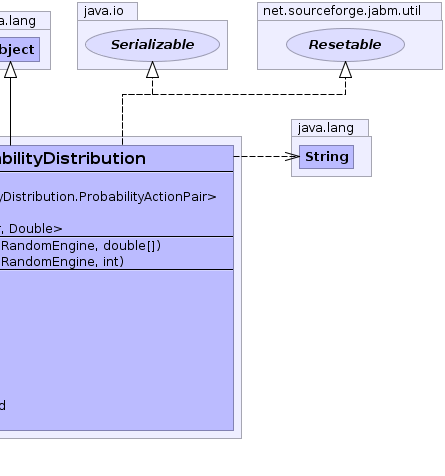 a.lang
java.io
net.sourceforge.jabm.util
bject
Serializable
Resetable
java.lang
String
abilityDistribution
yDistribution.ProbabilityActionPair>
, Double>
RandomEngine, double[])
RandomEngine, int)
d